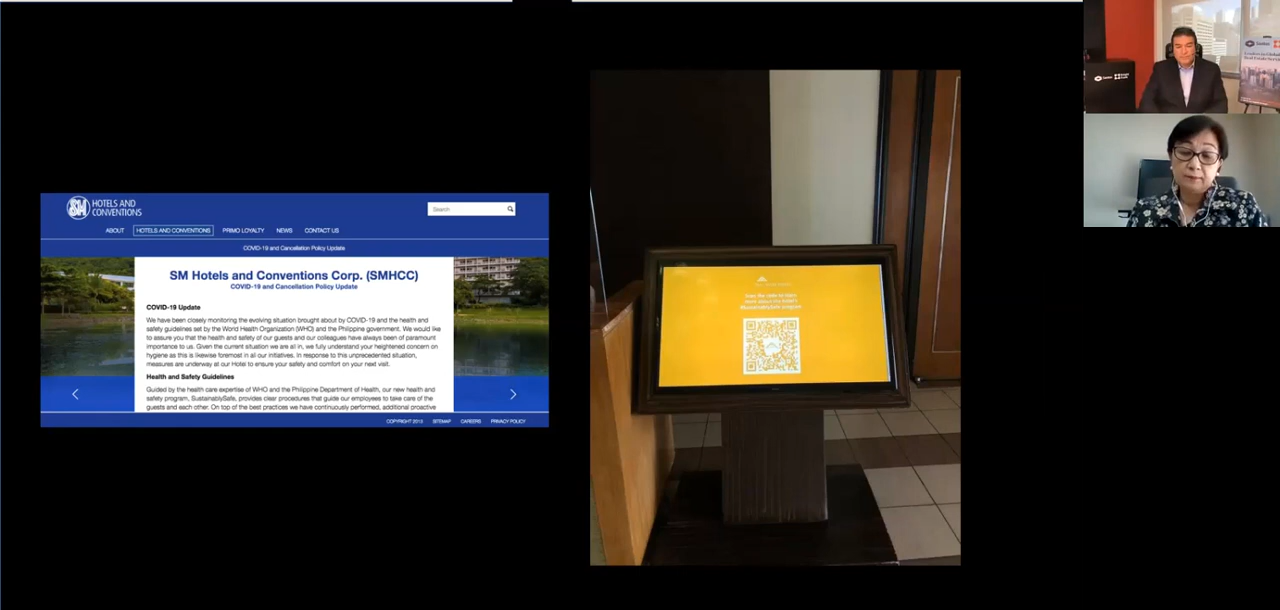 SM HOTELS AND
CONVENTIONS
Search
ABOUT
HOTELS AND CONVENTIONS
PRIMO LOYALTY
NEWS
CONTACT US
COVID-19 and Cancellation Policy Update
SM Hotels and Conventions Corp. (SMHCC)
COVID-19 and Cancellation Policy Update
COVID-19 Update
We have been closely monitoring the evolving situation brought about by COVID-19 and the health and
safety guidelines set by the World Health Organization (WHO) and the Philippine government. We would like
to assure you that the health and safety of our guests and our colleagues have always been of paramount
importance to us. Given the current situation we are all in, we fully understand your heightened concern on
hygiene as this is likewise foremost in all our initiatives. In response to this unprecedented situation,
measures are underway at our Hotel to ensure your safety and comfort on your next visit.
Health and Safety Guidelines
Guided by the health care expertise of WHO and the Philippine Department of Health, our new health and
safety program, SustainablySafe, provides clear procedures that guide our employees to take care of the
guests and each other. On top of the best practices we have continuously performed, additional proactive
COPYRIGHT 2013
SITEMAP
CAREERS
PRIVACY POLICY
Scan the code to learn
more about